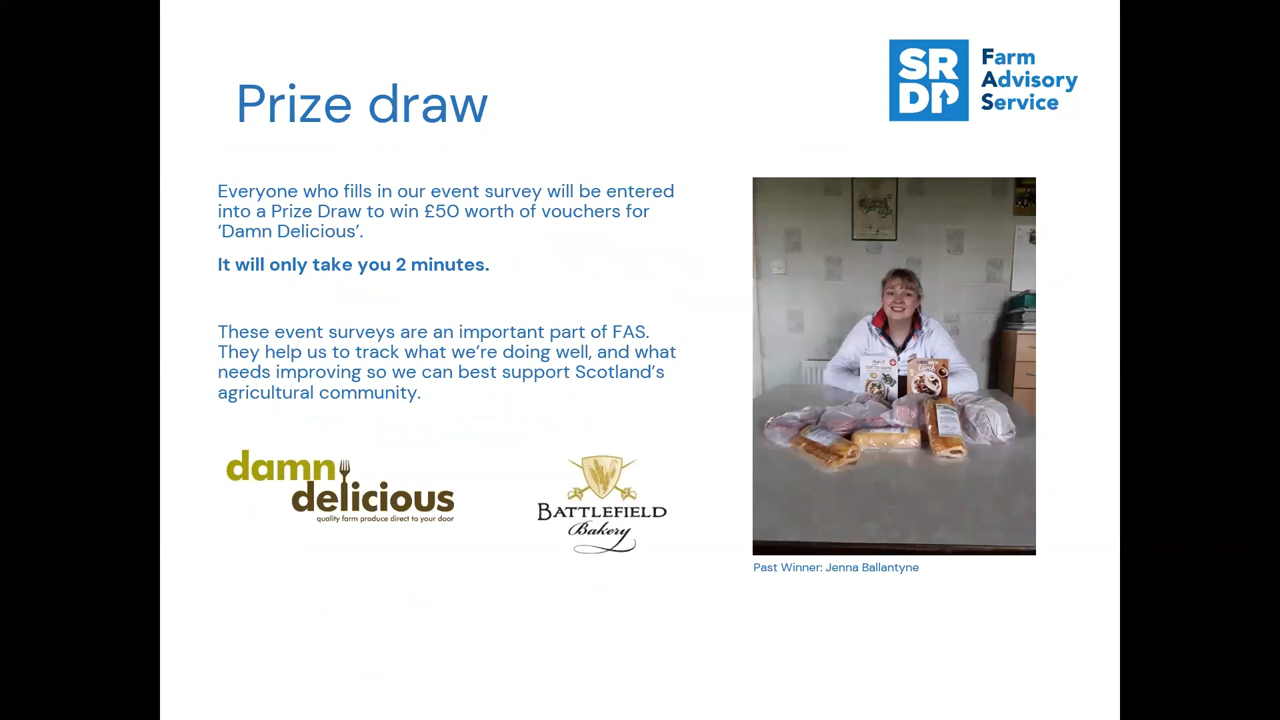 Prize draw
SRDP
Farm
Advisory
Service
Everyone who fills in our event survey will be entered
into a Prize Draw to win £50 worth of vouchers for
‘Damn Delicious’.
It will only take you 2 minutes.
These event surveys are an important part of FAS.
They help us to track what we’re doing well, and what
needs improving so we can best support Scotland’s
agricultural community.
damn
delicious
quality farm produce direct to your door
BATTLEFIELD
Bakery
Past Winner: Jenna Ballantyne